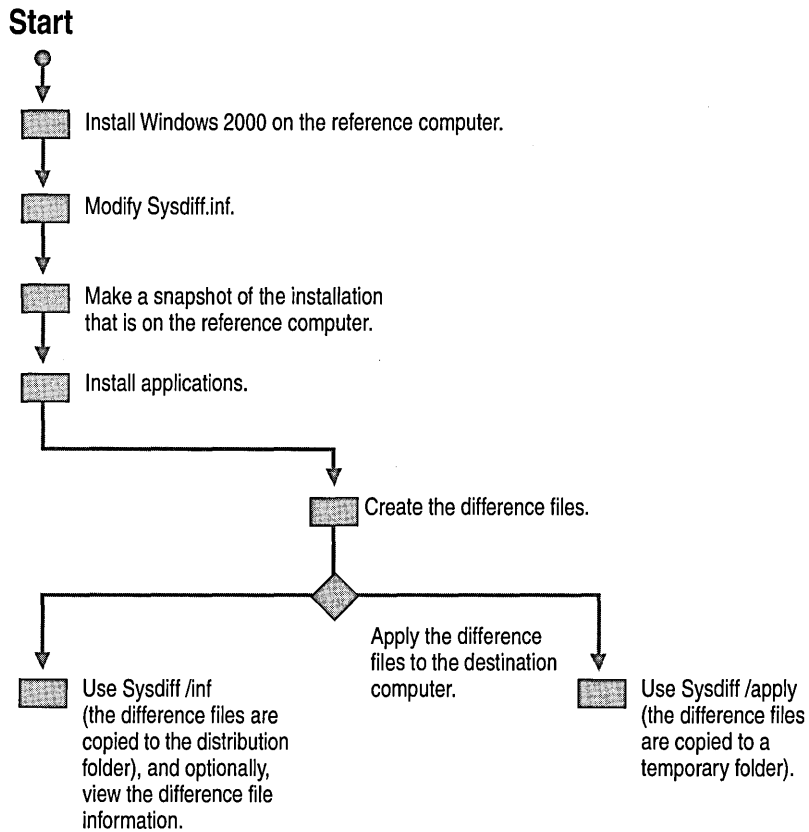 Start
Install Windows 2000 on the reference computer.
Modify Sysdiff.inf.
Make a snapshot of the installation
that is on the reference computer.
Install applications.
Create the difference files.
Apply the difference
files to the destination
computer.
Use Sysdiff /inf
(the difference files are
copied to the distribution
folder), and optionally,
view the difference file
information.
Use Sysdiff /apply
(the difference files
are copied to a
temporary folder).